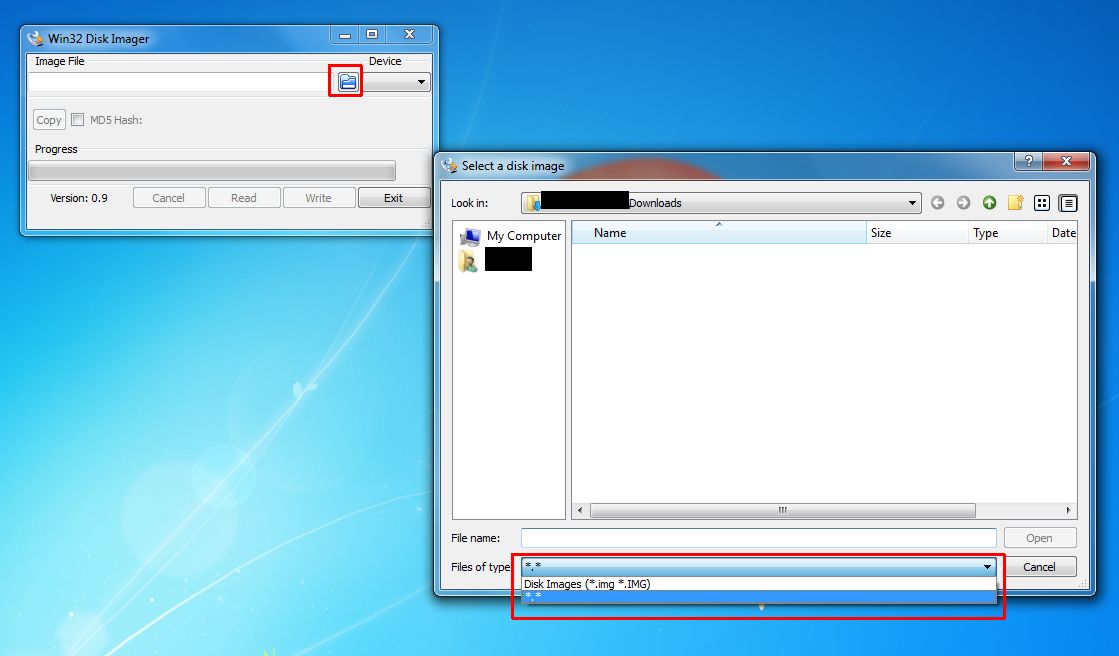 Win32 Disk Imager
Image File
Device
Copy
MD5 Hash:
Progress
Version: 0.9
Cancel
Read
Write
Exit
Select a disk image
Look in:
Downloads
My Computer
Name
Size
Type
Date
File name:
Open
Files of type
*.*
Cancel
Disk Images (*.img *.IMG)
*.*